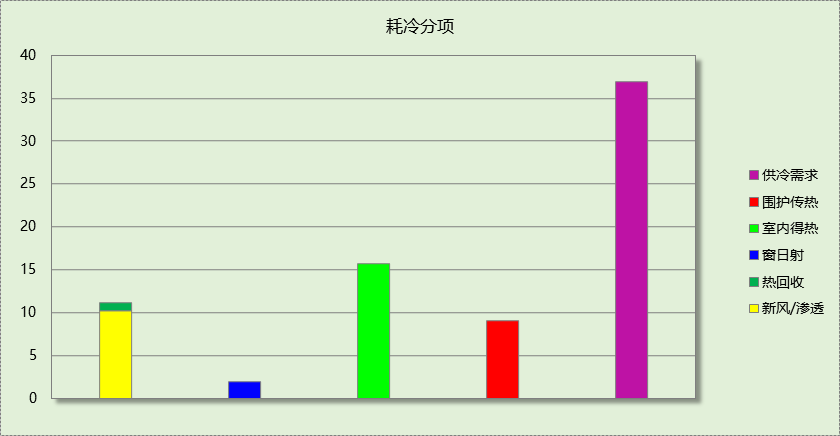 耗冷分项
40
35
30
25
20
15
10
5
0
供冷需求
围护传热
室内得热
窗日射
热回收
新风/渗透